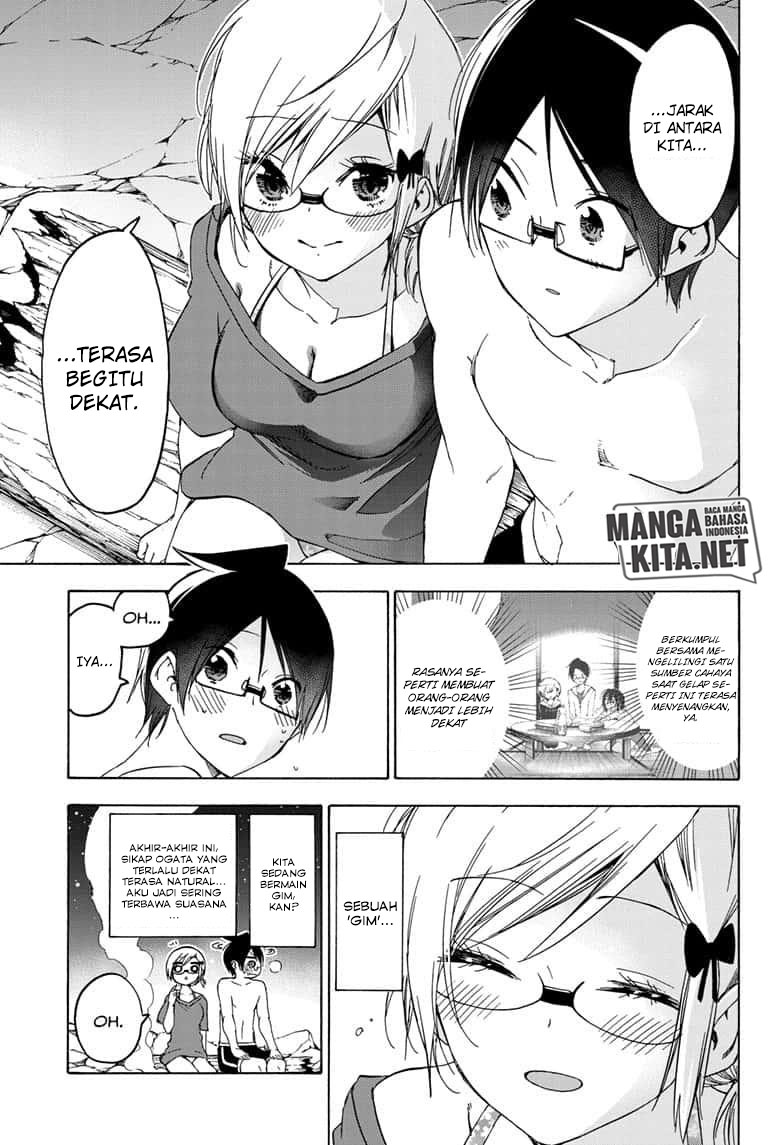 ...JARAK
DI ANTARA
KITA...
...TERASA
BEGITU
DEKAT.
MANGA
KITA.NET
BACA MANGA
BAHASA
INDONESIA
BERKUMPUL
BERSAMA ME-
NGELILINGI SATU
SUMBER CAHAYA
SAAT GELAP SE-
PERTI INI TERASA
MENYENANGKAN,
YA.
RASANYA SE-
PERTI MEMBUAT
ORANG-ORANG
MENJADI LEBIH
DEKAT
OH...
IYA...
SEBUAH
'GIM'...
KITA
SEDANG
BERMAIN
GIM,
KAN?
AKHIR-AKHIR INI,
SIKAP OGATA YANG
TERLALU DEKAT
TERASA NATURAL...
AKU JADI SERING
TERBAWA SUASANA
...
OH.